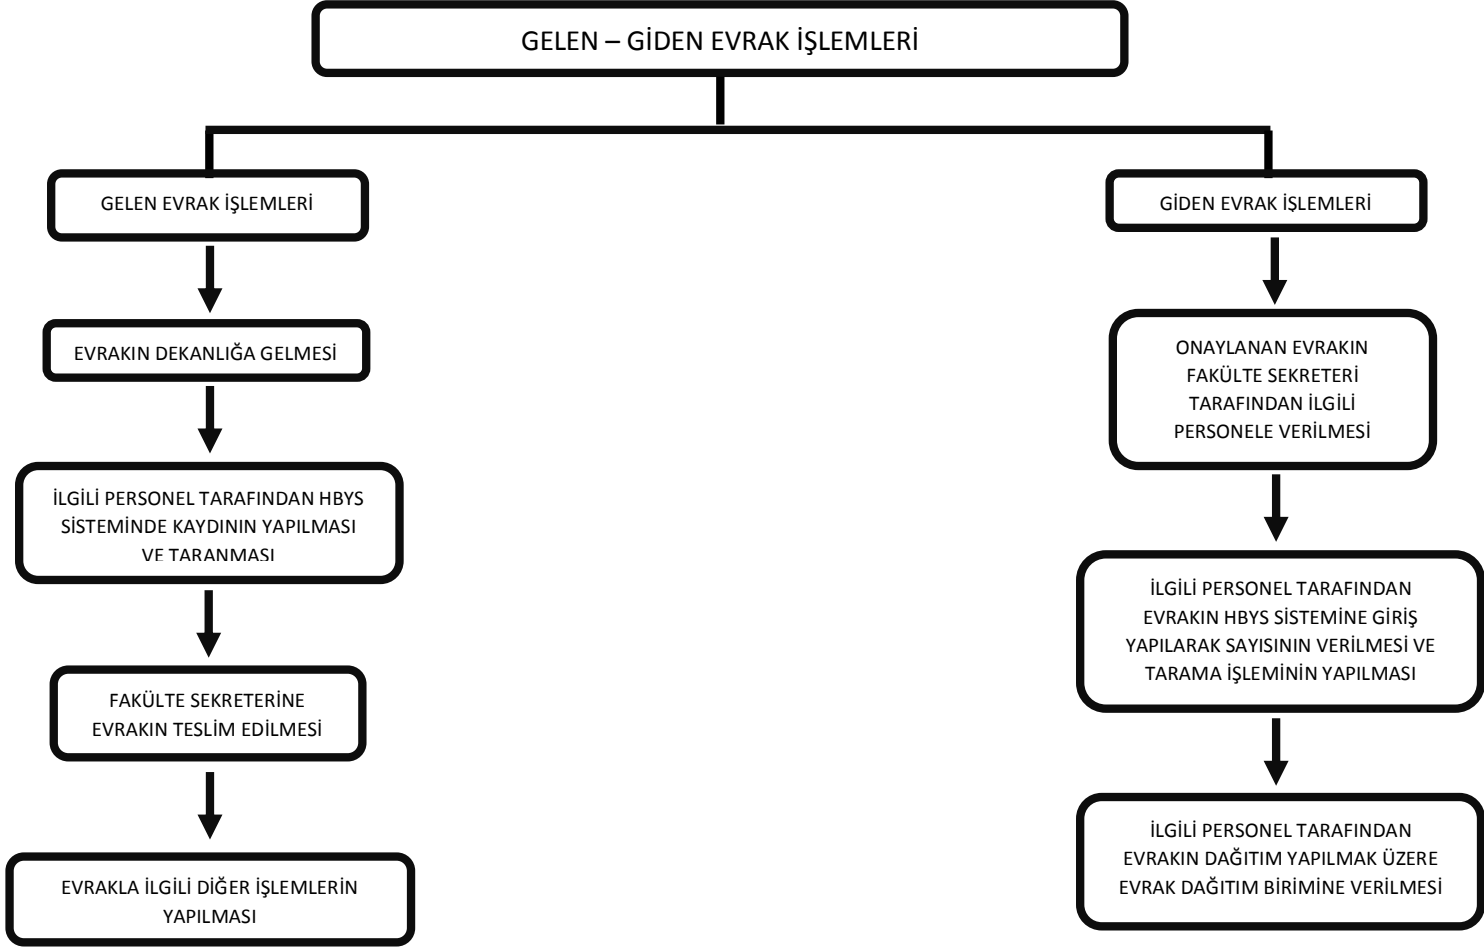 GELEN – GİDEN EVRAK İŞLEMLERİ
GELEN EVRAK İŞLEMLERİ
EVRAKIN DEKANLIĞA GELMESİ
İLGİLİ PERSONEL TARAFINDAN HBYS
SİSTEMİNDE KAYDININ YAPILMASI
VE TARANMASI
FAKÜLTE SEKRETERİNE
EVRAKIN TESLİM EDİLMESİ
EVRAKLA İLGİLİ DİĞER İŞLEMLERİN
YAPILMASI
GİDEN EVRAK İŞLEMLERİ
ONAYLANAN EVRAKIN
FAKÜLTE SEKRETERİ
TARAFINDAN İLGİLİ
PERSONELE VERİLMESİ
İLGİLİ PERSONEL TARAFINDAN
EVRAKIN HBYS SİSTEMİNE GİRİŞ
YAPILARAK SAYISININ VERİLMESİ VE
TARAMA İŞLEMİNİN YAPILMASI
İLGİLİ PERSONEL TARAFINDAN
EVRAKIN DAĞITIM YAPILMAK ÜZERE
EVRAK DAĞITIM BİRİMİNE VERİLMESİ